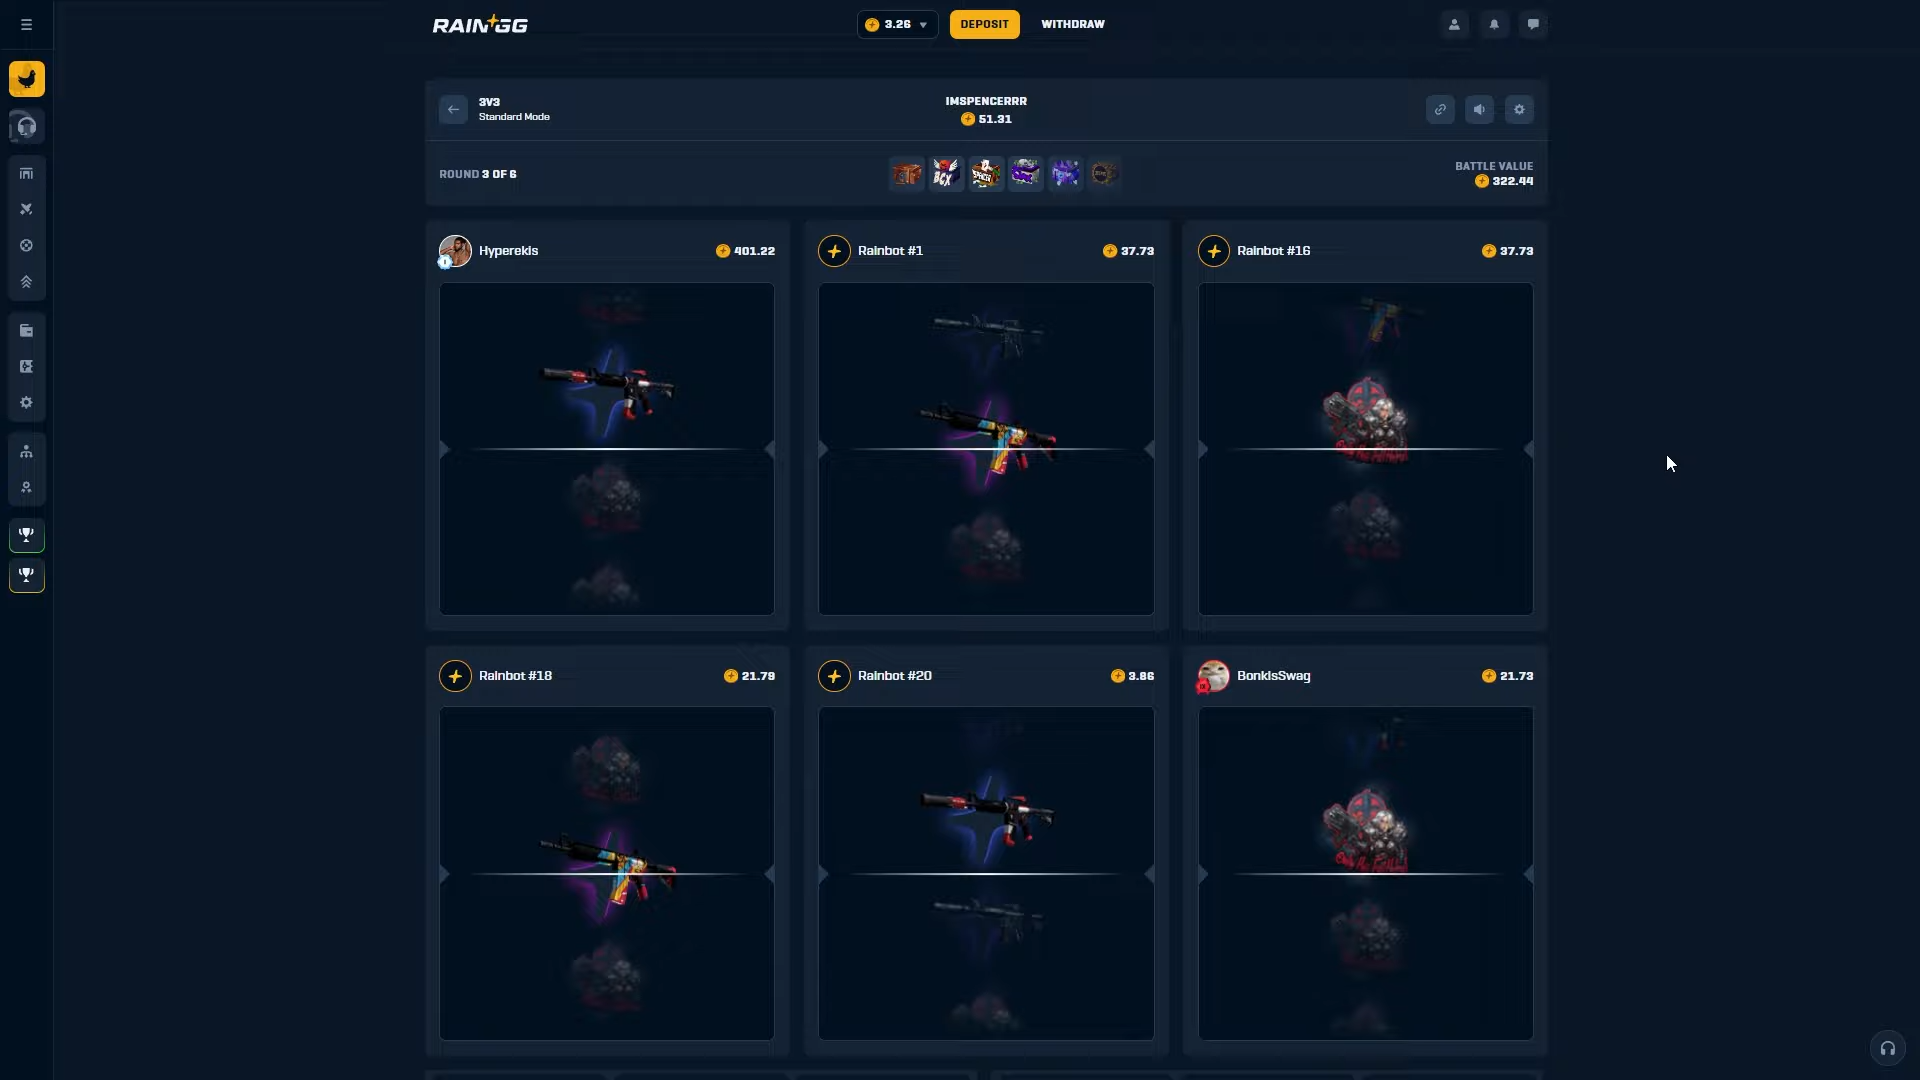 RAIN GG
3.26
DEPOSIT
WITHDRAW
3V3
Standard Mode
IMSPENCERRR
51.31
ROUND 3 OF 6
BCX
BATTLE VALUE
322.44
Hyperekls
401.22
Rainbot #1
37.73
Rainbot #16
37.73
Rainbot #18
21.79
Rainbot #20
3.86
BonkIsSwag
21.73